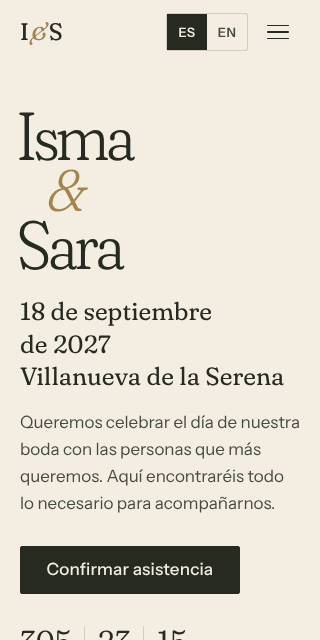 I&S
ES
EN
Isma
&
Sara
18 de septiembre
de 2027
Villanueva de la Serena
Queremos celebrar el día de nuestra
boda con las personas que más
queremos. Aquí encontraréis todo
lo necesario para acompañarnos.
Confirmar asistencia